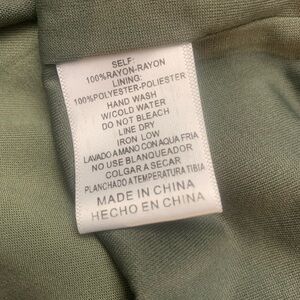 SELF:
100%RAYON-RAYON
LINING:
100%POLYESTER-POLIESTER
HAND WASH
W/COLD WATER
DO NOT BLEACH
LINE DRY
IRON LOW
LAVADO A MANO CON AQUA FRIA
NO USE BLANQUEADOR
COLGAR A SECAR
PLANCHADO A TEMPERATURA TIBIA
MADE IN CHINA
HECHO EN CHINA